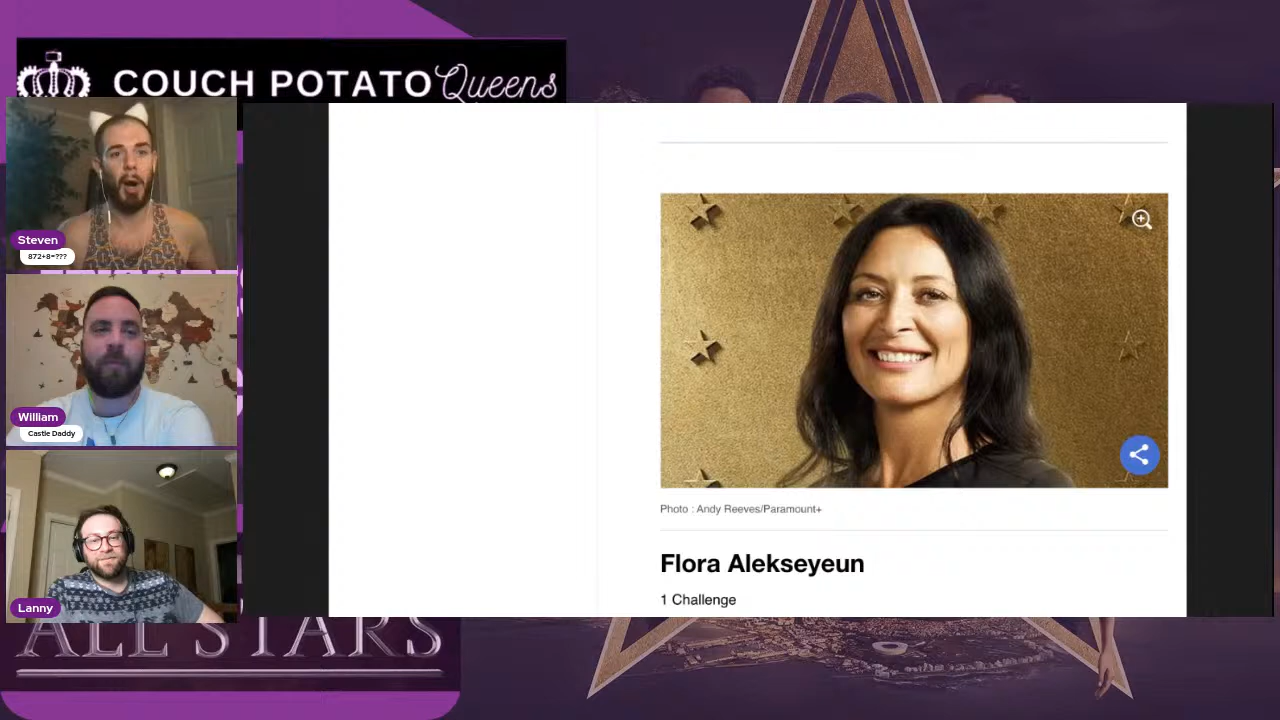 COUCH POTATO Queens
Steven
872+8=???
William
Castle Daddy
Lanny
Photo : Andy Reeves/Paramount+
Flora Alekseyeun
1 Challenge
ALL STARS